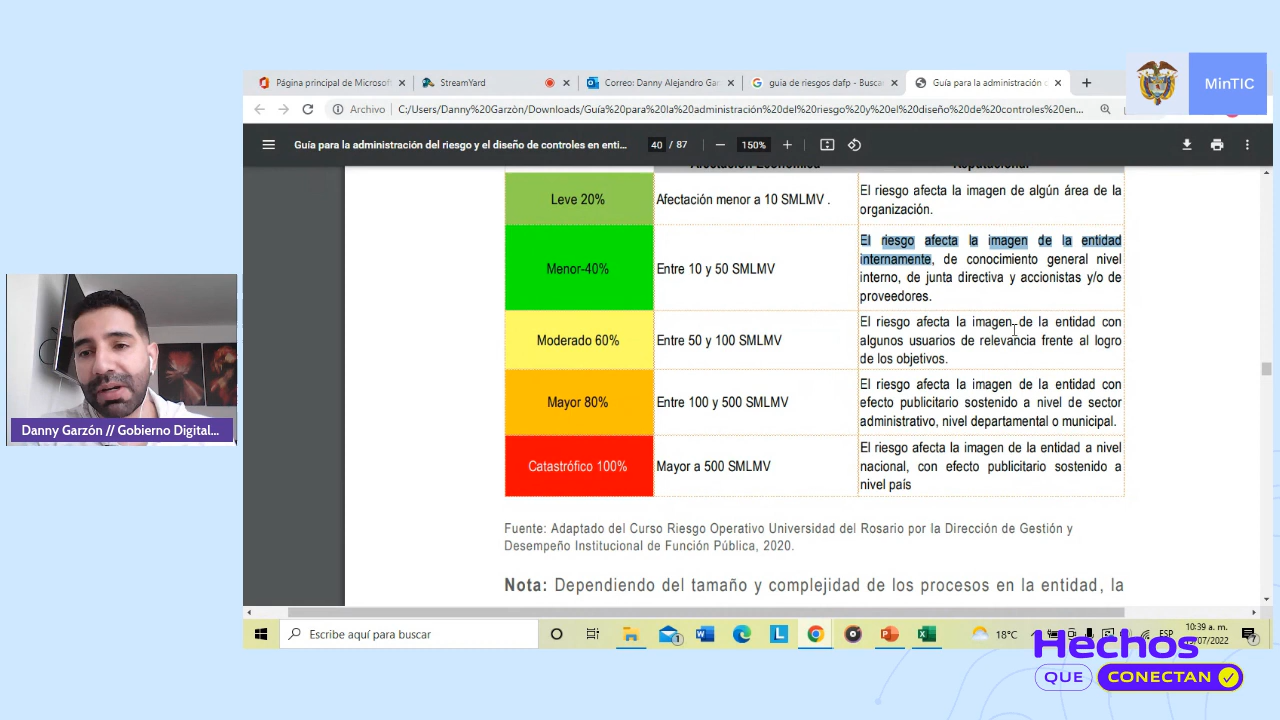 MinTIC
Página principal de Microsof
StreamYard
Correo: Danny Alejandro Gar
guia de riesgos dafp - Busca
Guía para la administración
Archivo
C:/Users/Danny%20Garzón/Downloads/Guía%20para%20la%20administración%20del%20riesgo%20y%20el%20diseño%20de%20controles%20en...
Guía para la administración del riesgo y el diseño de controles en enti...
40 / 87
150%
Leve 20%
Afectación menor a 10 SMLMV .
El riesgo afecta la imagen de algún área de la
organización.
Menor-40%
Entre 10 y 50 SMLMV
El riesgo afecta la imagen de la entidad
internamente, de conocimiento general nivel
interno, de junta directiva y accionistas y/o de
proveedores.
Moderado 60%
Entre 50 y 100 SMLMV
El riesgo afecta la imagen de la entidad con
algunos usuarios de relevancia frente al logro
de los objetivos.
Mayor 80%
Entre 100 y 500 SMLMV
El riesgo afecta la imagen de la entidad con
efecto publicitario sostenido a nivel de sector
administrativo, nivel departamental o municipal.
Catastrófico 100%
Mayor a 500 SMLMV
El riesgo afecta la imagen de la entidad a nivel
nacional, con efecto publicitario sostenido a
nivel país
Fuente: Adaptado del Curso Riesgo Operativo Universidad del Rosario por la Dirección de Gestión y
Desempeño Institucional de Función Pública, 2020.
Nota: Dependiendo del tamaño y complejidad de los procesos en la entidad, la
Danny Garzón // Gobierno Digital...
Escribe aquí para buscar
18°C
ESP
10:39 a. m.
/07/2022
Hechos
QUE CONECTAN